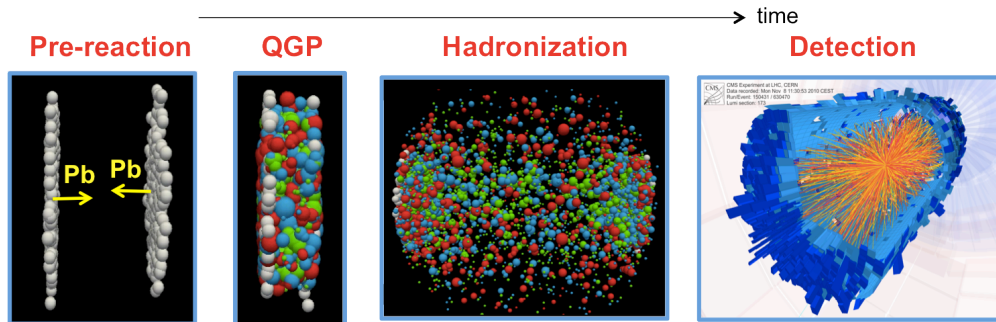 time
Pre-reaction
QGP
Hadronization
Detection
Pb
Pb
CMS
CMS Experiment at LHC, CERN
Data recorded: Mon Nov 8 11:30:53 2010 CEST
Run/Event: 150431 / 630470
Lumi section: 173